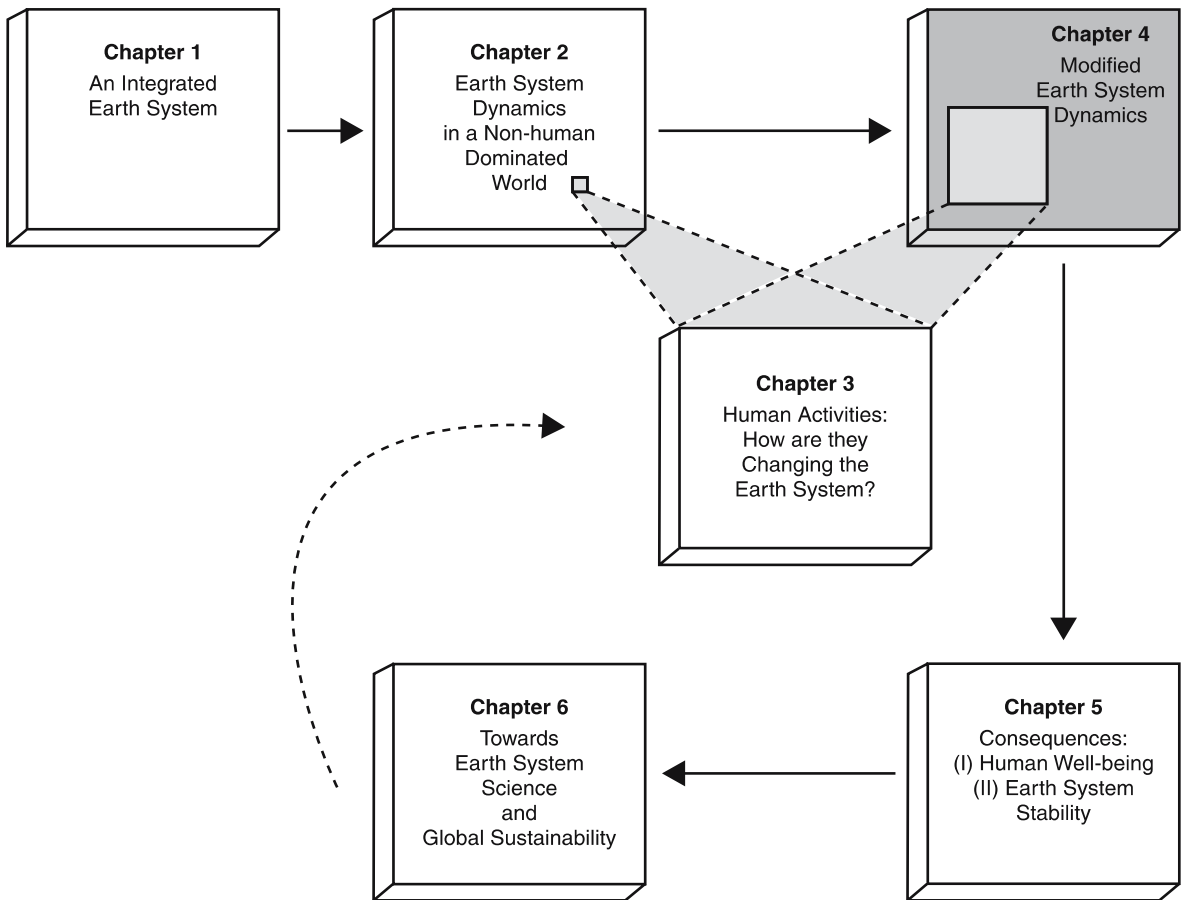 Chapter 1
An Integrated
Earth System
Chapter 2
Earth System
Dynamics
in a Non-human
Dominated
World
Chapter 4
Modified
Earth System
Dynamics
Chapter 3
Human Activities:
How are they
Changing the
Earth System?
Chapter 6
Towards
Earth System
Science
and
Global Sustainability
Chapter 5
Consequences:
(I) Human Well-being
(II) Earth System
Stability